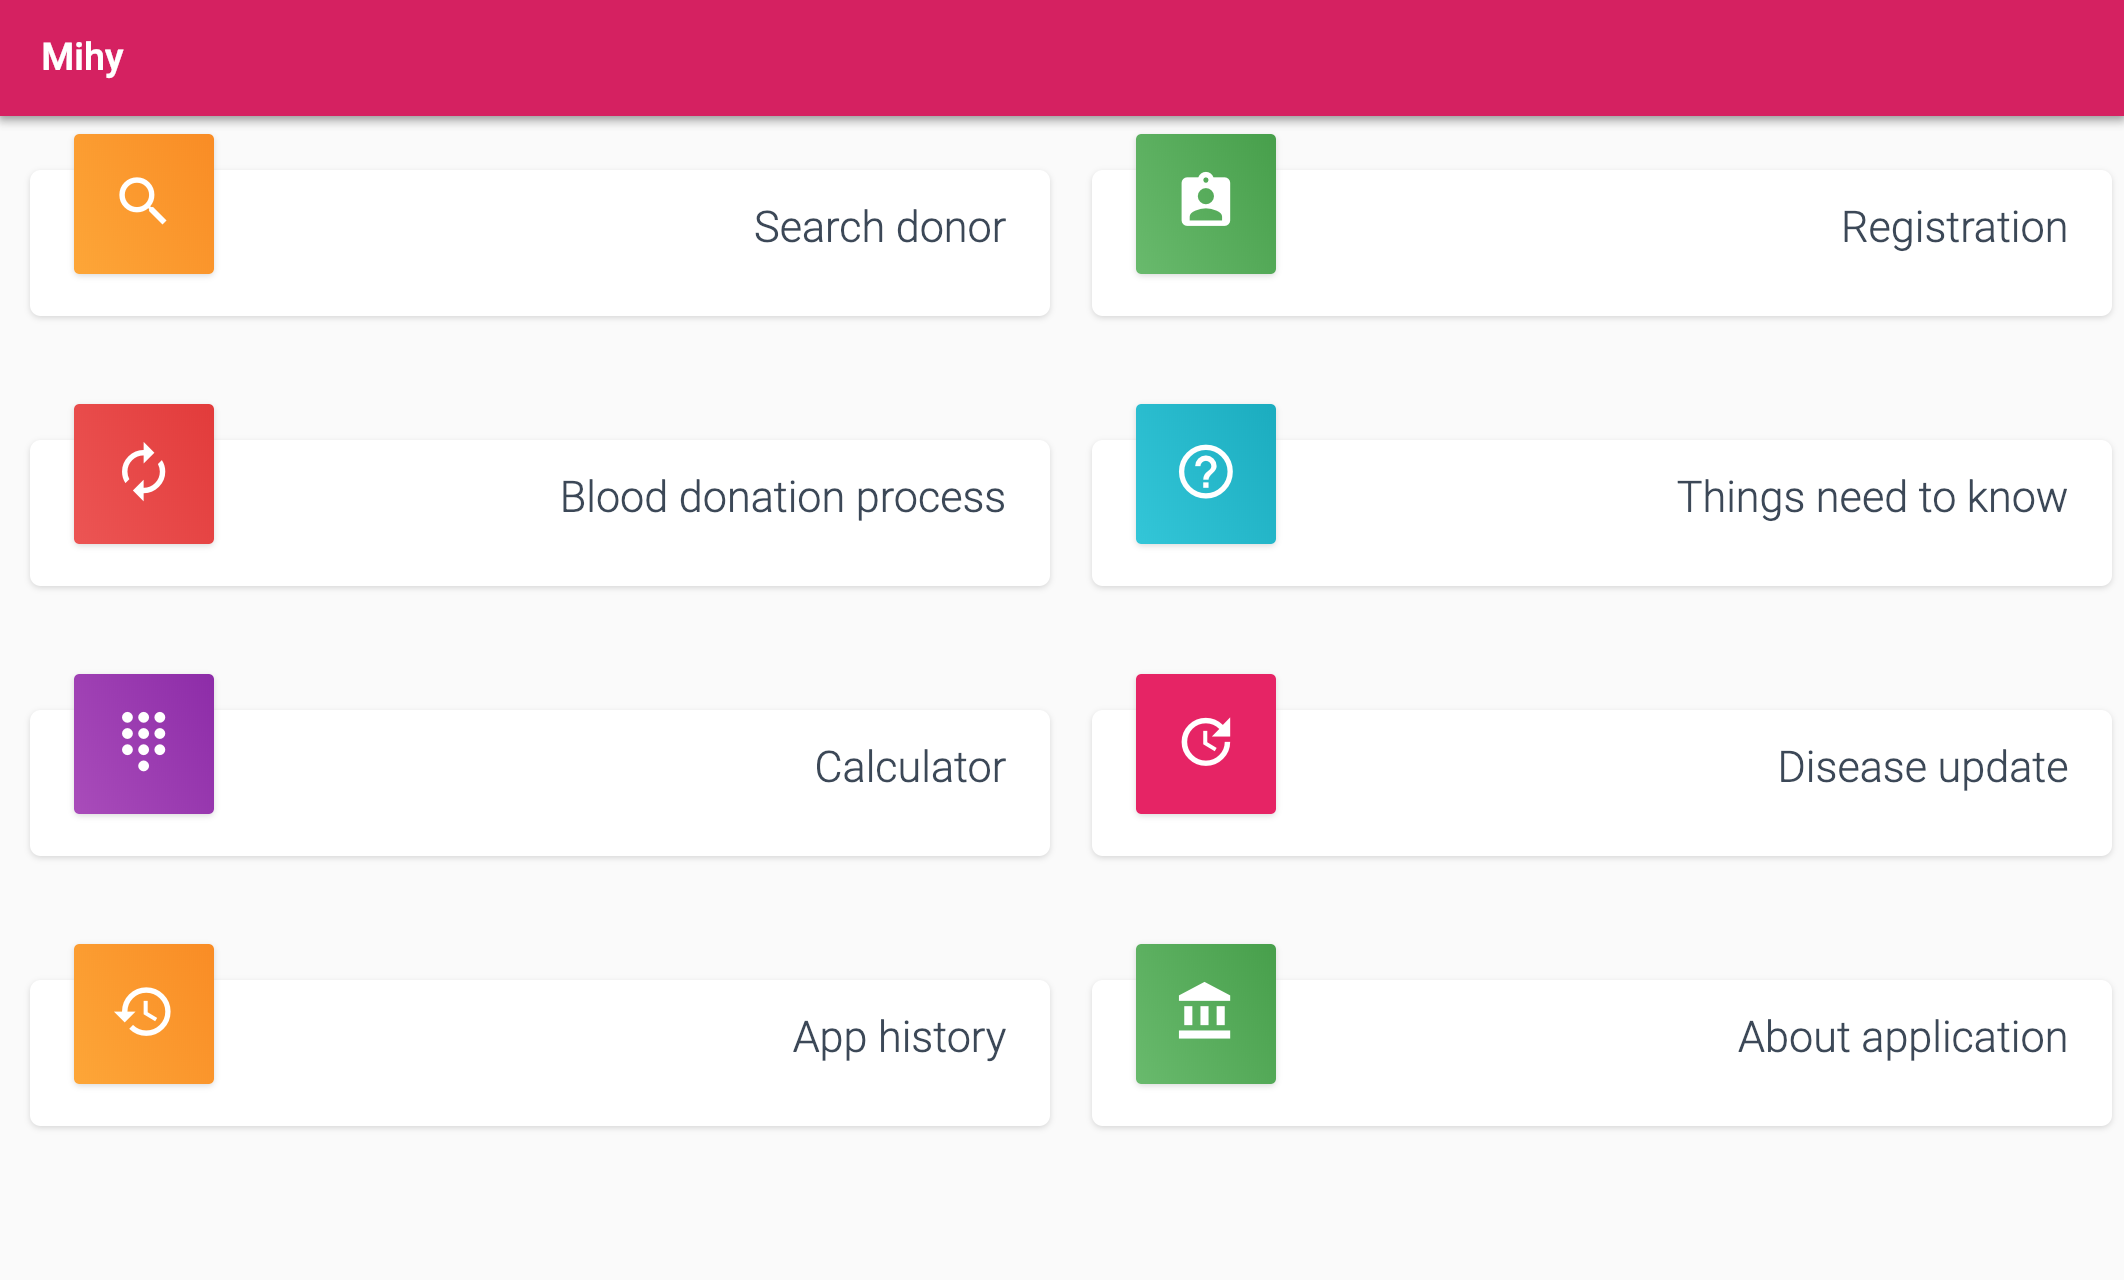 Mihy
Search donor
Registration
Blood donation process
Things need to know
Calculator
Disease update
App history
About application